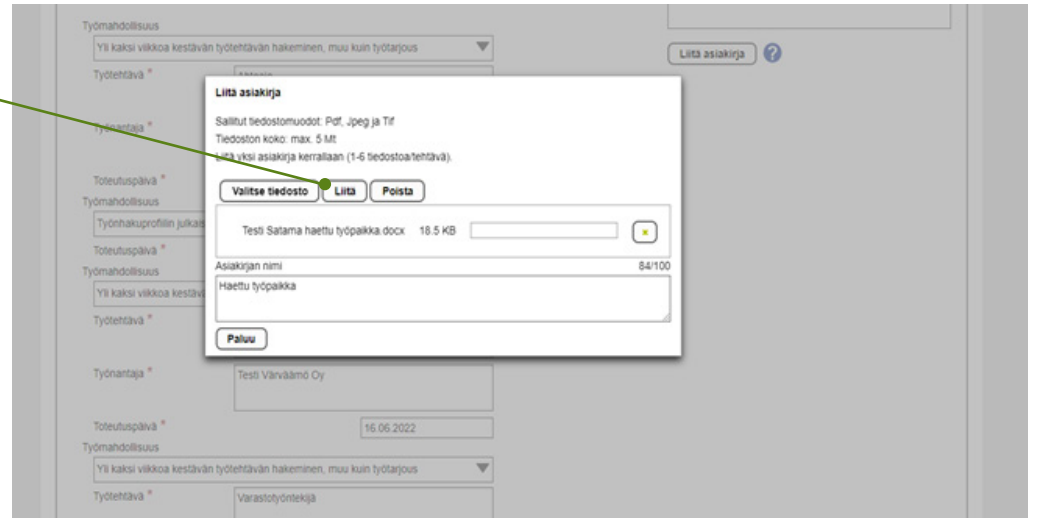 Työmahdollisuus
Yli kaksi viikkoa kestävän työtehtävän hakeminen, muu kuin työtarjous
Liitä asiakirja
?
Työtehtävä *
Liitä asiakirja
Sallitut tiedostomuodot: Pdf, Jpeg ja Tif
Työnantaja *
Tiedoston koko: max. 5 Mt
Liitä yksi asiakirja kerrallaan (1-6 tiedostoa/tehtävä).
Toteutuspäivä *
Valitse tiedosto Liitä Poista
Työmahdollisuus
Työnhakuprofiilin julkais
Testi Satama haettu työpaikka.docx 18.5 KB
x
Toteutuspäivä *
Asiakirjan nimi 84/100
Työmahdollisuus
Haettu työpaikka
Yli kaksi viikkoa kestävä
Työtehtävä *
Paluu
Työnantaja *
Testi Värväämö Oy
Toteutuspäivä *
16.06.2022
Työmahdollisuus
Yli kaksi viikkoa kestävän työtehtävän hakeminen, muu kuin työtarjous
Työtehtävä *
Varastotyöntekijä